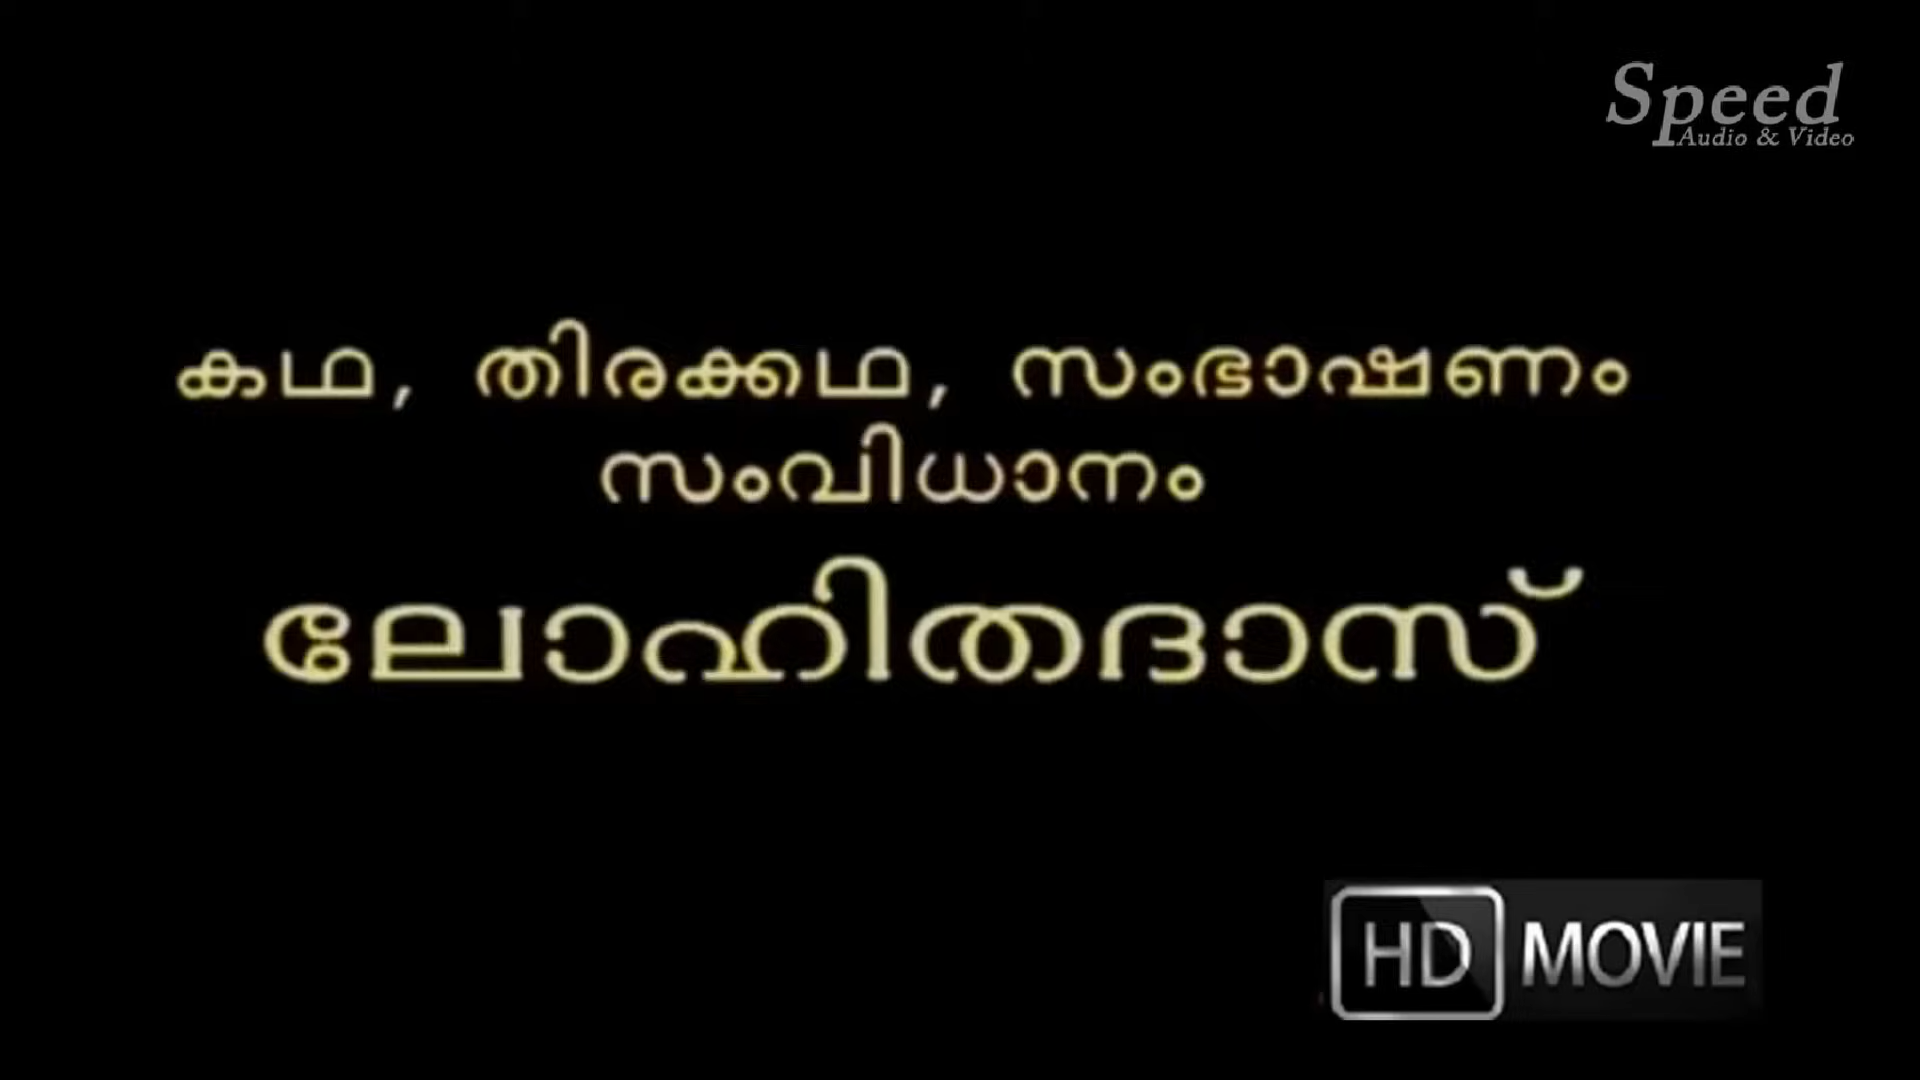 Speed
Audio & Video
കഥ, തിരക്കഥ, സംഭാഷണം
സംവിധാനം
ലോഹിതദാസ്
HD MOVIE